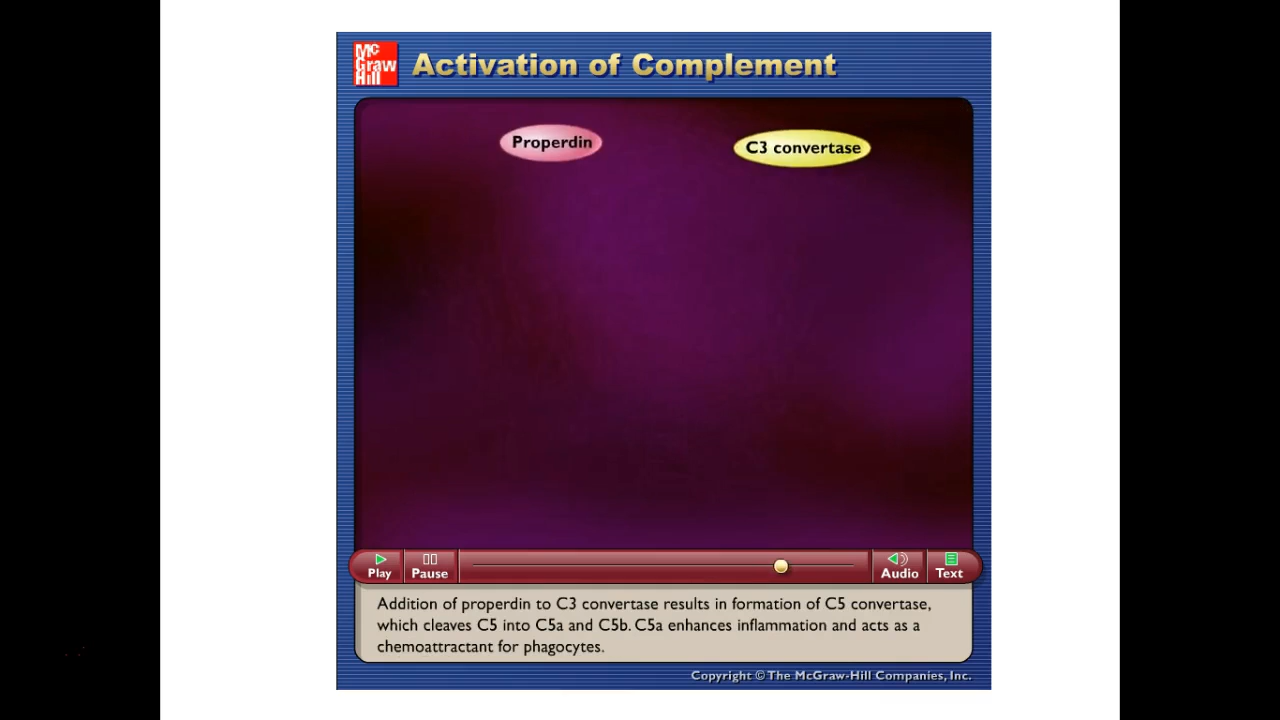 Mc
Graw
Hill
Activation of Complement
Properdin
C3 convertase
Play
Pause
Audio
Text
Addition of properdin to C3 convertase results in formation of C5 convertase,
which cleaves C5 into C5a and C5b. C5a enhances inflammation and acts as a
chemoattractant for phagocytes.
Copyright © The McGraw-Hill Companies, Inc.